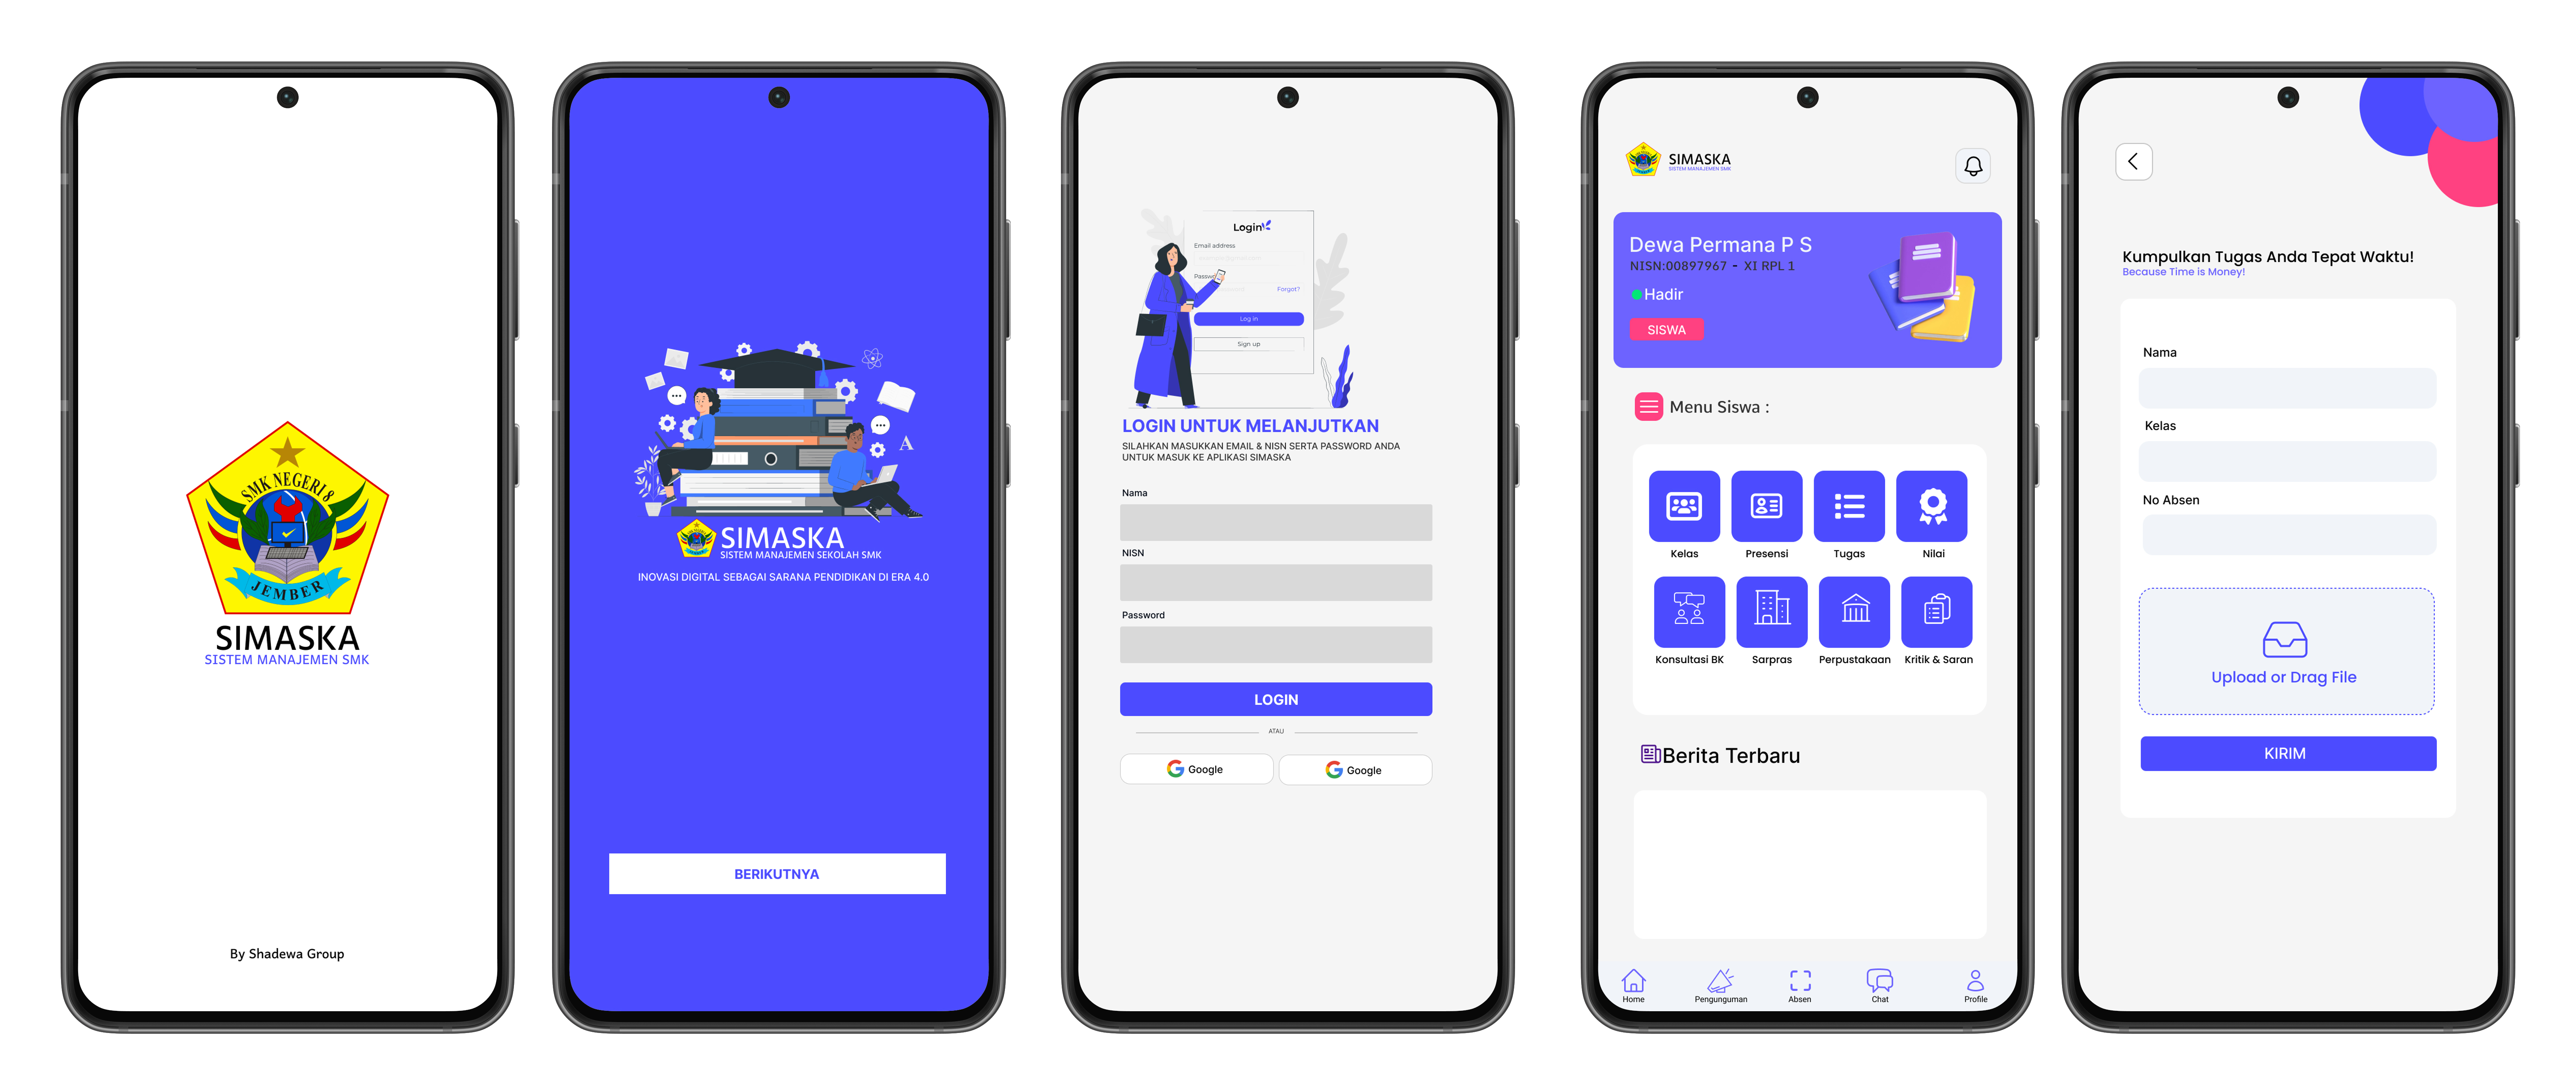 SMK NEGERI 8
JEMBER
SIMASKA
SISTEM MANAJEMEN SMK
By Shadewa Group
A
SIMASKA
SISTEM MANAJEMEN SEKOLAH SMK
INOVASI DIGITAL SEBAGAI SARANA PENDIDIKAN DI ERA 4.0
BERIKUTNYA
Login
Email address
Forgot?
Log in
Sign up
LOGIN UNTUK MELANJUTKAN
SILAHKAN MASUKKAN EMAIL & NISN SERTA PASSWORD ANDA
UNTUK MASUK KE APLIKASI SIMASKA
Nama
NISN
Password
LOGIN
ATAU
Google Google
SIMASKA
SISTEM MANAJEMEN SMK
Dewa Permana P S
NISN:00897967 - XI RPL 1
Hadir
SISWA
Menu Siswa :
Kelas Presensi Tugas Nilai
Konsultasi BK Sarpras Perpustakaan Kritik & Saran
Berita Terbaru
Home Pengunguman Absen Chat Profile
Kumpulkan Tugas Anda Tepat Waktu!
Because Time is Money!
Nama
Kelas
No Absen
Upload or Drag File
KIRIM